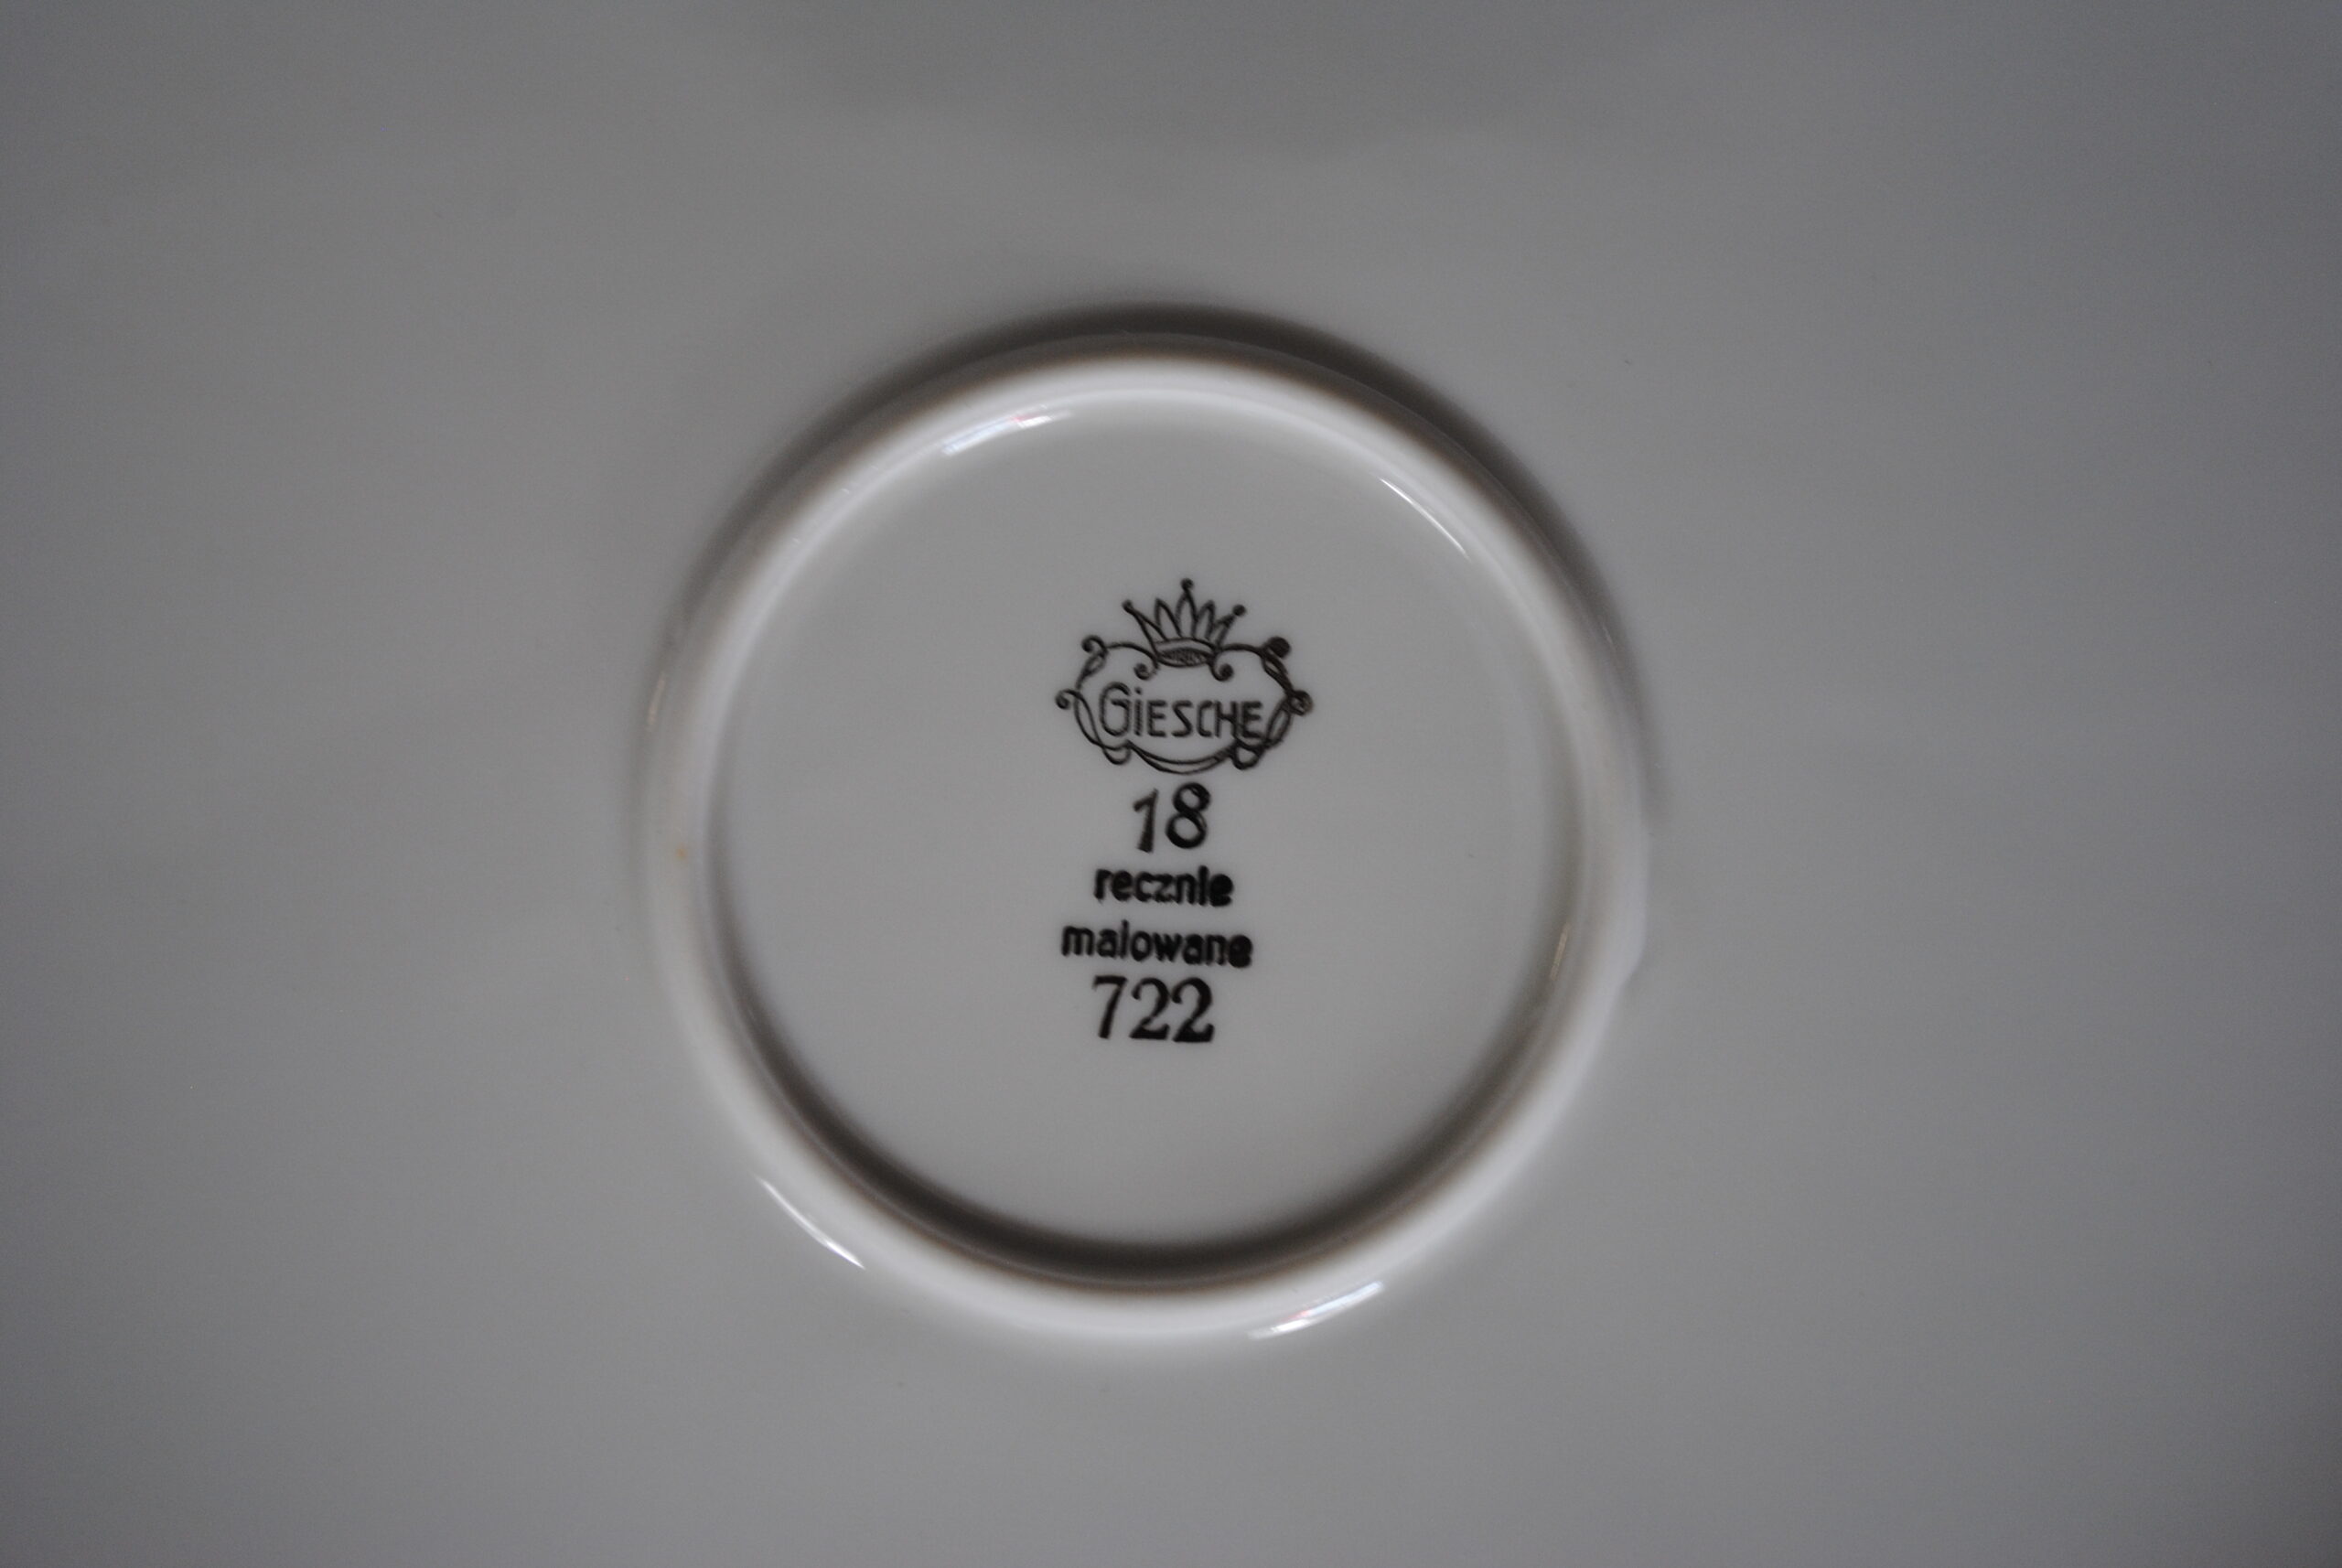 GiESCHE
18
recznie
malowane
722